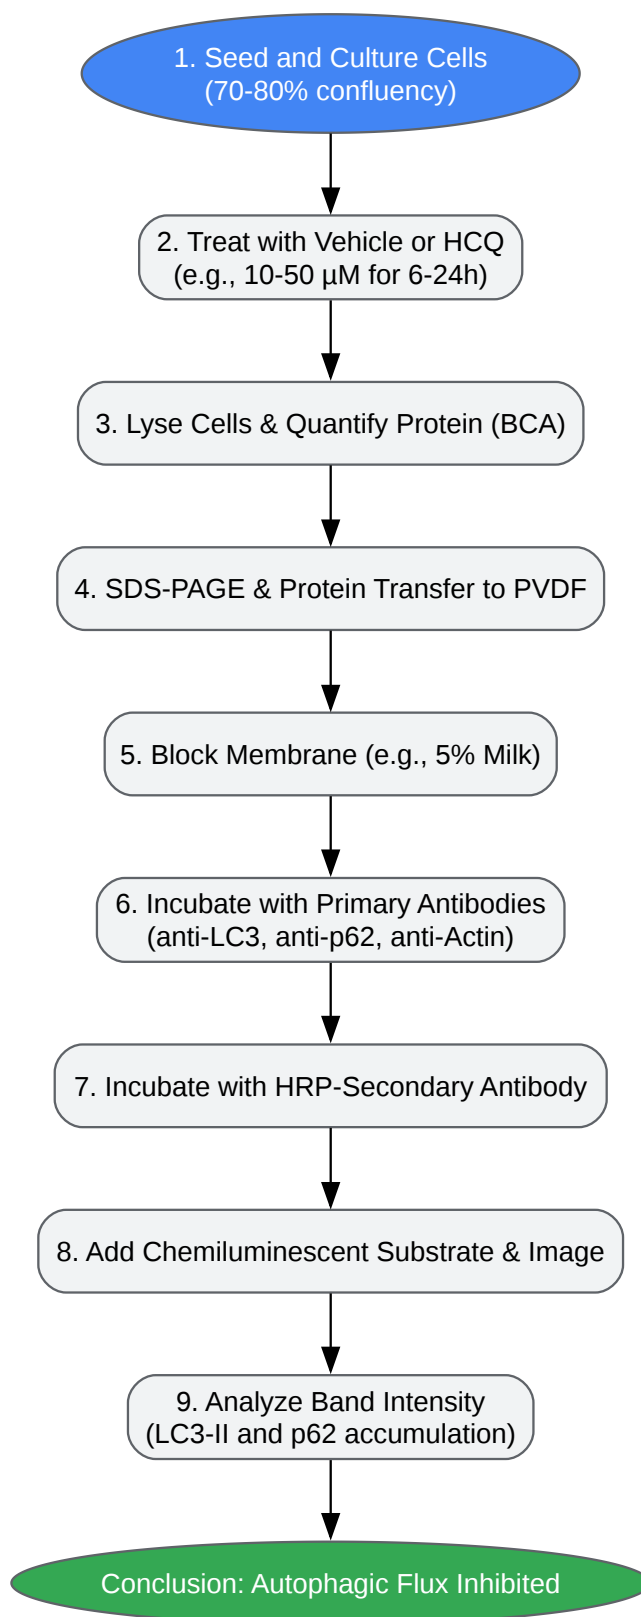 1. Seed and Culture Cells
(70-80% confluency)
2. Treat with Vehicle or HCQ
(e.g., 10-50 µM for 6-24h)
3. Lyse Cells & Quantify Protein (BCA)
4. SDS-PAGE & Protein Transfer to PVDF
5. Block Membrane (e.g., 5% Milk)
6. Incubate with Primary Antibodies
(anti-LC3, anti-p62, anti-Actin)
7. Incubate with HRP-Secondary Antibody
8. Add Chemiluminescent Substrate & Image
9. Analyze Band Intensity
(LC3-II and p62 accumulation)
Conclusion: Autophagic Flux Inhibited